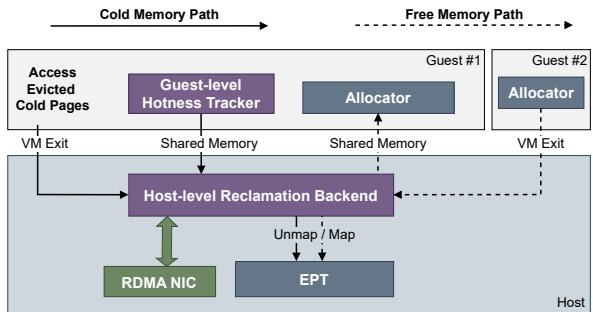 Cold Memory Path
Free Memory Path
Guest #1
Guest #2
Access
Evicted
Cold Pages
Guest-level
Hotness Tracker
Allocator
Allocator
VM Exit
Shared Memory
Shared Memory
VM Exit
Host-level Reclamation Backend
Unmap / Map
RDMA NIC
EPT
Host